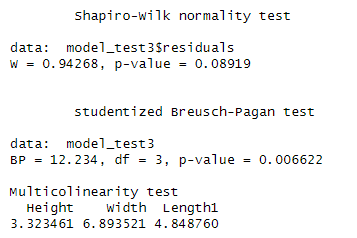 Shapiro-Wilk normality test
data:  model_test3$residuals
W = 0.94268, p-value = 0.08919
studentized Breusch-Pagan test
data:  model_test3
BP = 12.234, df = 3, p-value = 0.006622
Multicolinearity test
Height    Width  Length1
3.323461 6.893521 4.848760